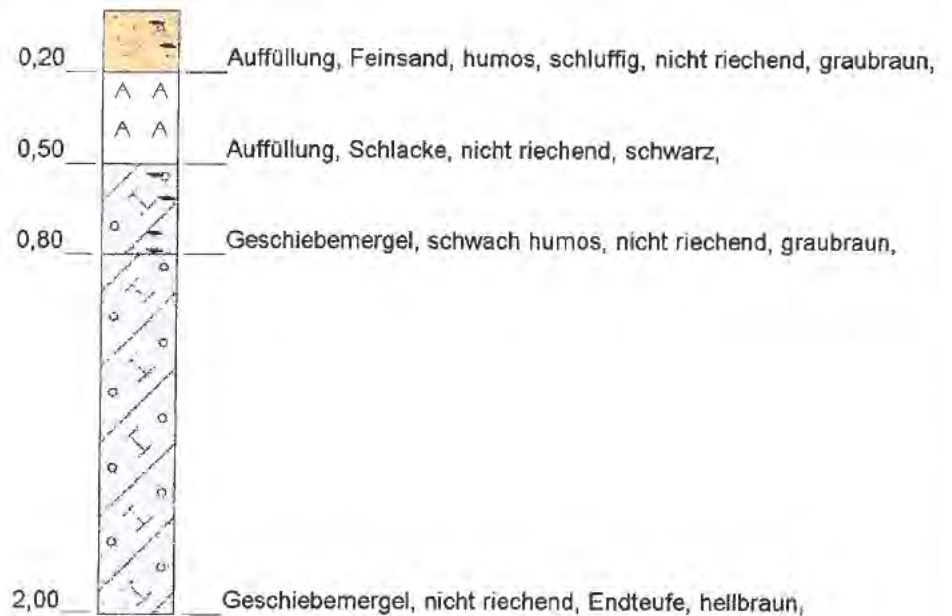 0,20 Auffüllung, Feinsand, humos, schluffig, nicht riechend, graubraun,
0,50 Auffüllung, Schlacke, nicht riechend, schwarz,
0,80 Geschiebemergel, schwach humos, nicht riechend, graubraun,
2,00 Geschiebemergel, nicht riechend, Endteufe, hellbraun,